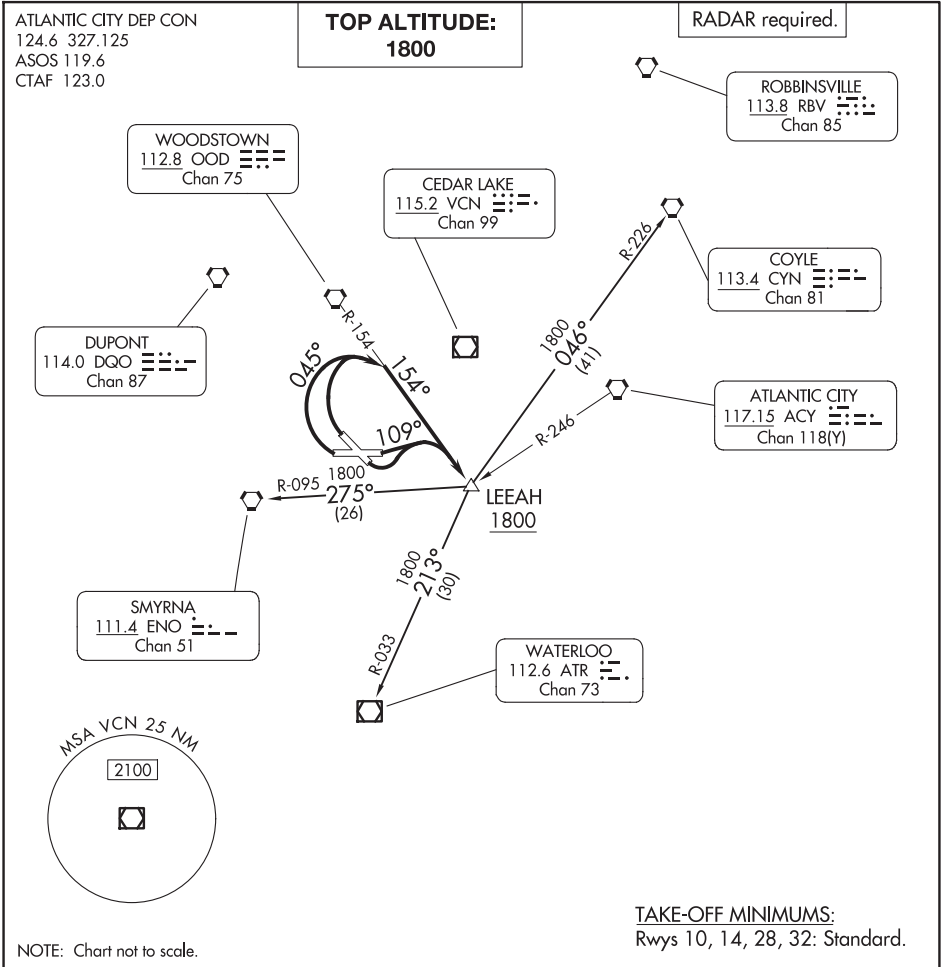 ATLANTIC CITY DEP CON
124.6 327.125
ASOS 119.6
CTAF 123.0
TOP ALTITUDE:
1800
RADAR required.
ROBBINSVILLE
113.8 RBV
Chan 85
WOODSTOWN
112.8 OOD
Chan 75
CEDAR LAKE
115.2 VCN
Chan 99
COYLE
113.4 CYN
Chan 81
DUPONT
114.0 DQO
Chan 87
ATLANTIC CITY
117.15 ACY
Chan 118(Y)
R-226
1800
046°
(41)
R-154
154°
045°
109°
R-246
R-095
1800
275°
(26)
LEEAH
1800
1800
213°
(30)
R-033
SMYRNA
111.4 ENO
Chan 51
WATERLOO
112.6 ATR
Chan 73
MSA VCN 25 NM
2100
NOTE: Chart not to scale.
TAKE-OFF MINIMUMS:
Rwys 10, 14, 28, 32: Standard.